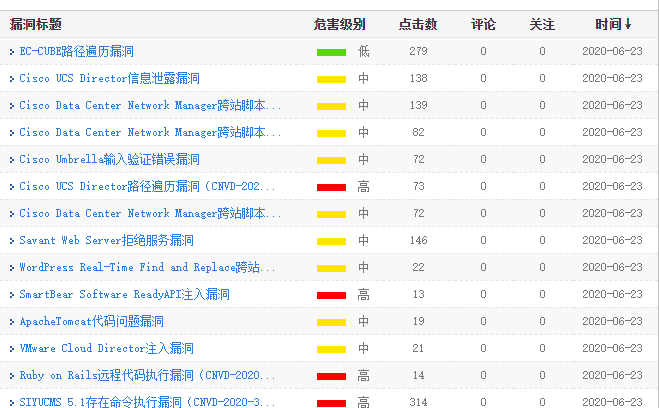 漏洞标题 危害级别 点击数 评论 关注 时间↓
EC-CUBE路径遍历漏洞 低 279 0 0 2020-06-23
Cisco UCS Director信息泄露漏洞 中 138 0 0 2020-06-23
Cisco Data Center Network Manager跨站脚本... 中 139 0 0 2020-06-23
Cisco Data Center Network Manager跨站脚本... 中 82 0 0 2020-06-23
Cisco Umbrella输入验证错误漏洞 中 72 0 0 2020-06-23
Cisco UCS Director路径遍历漏洞（CNVD-202... 高 73 0 0 2020-06-23
Cisco Data Center Network Manager跨站脚本... 中 72 0 0 2020-06-23
Savant Web Server拒绝服务漏洞 中 146 0 0 2020-06-23
WordPress Real-Time Find and Replace跨站... 中 22 0 0 2020-06-23
SmartBear Software ReadyAPI注入漏洞 高 13 0 0 2020-06-23
ApacheTomcat代码问题漏洞 中 19 0 0 2020-06-23
VMware Cloud Director注入漏洞 中 21 0 0 2020-06-23
Ruby on Rails远程代码执行漏洞（CNVD-2020... 高 14 0 0 2020-06-23
SIYUCMS 5.1存在命令执行漏洞（CNVD-2020-3... 高 314 0 0 2020-06-23